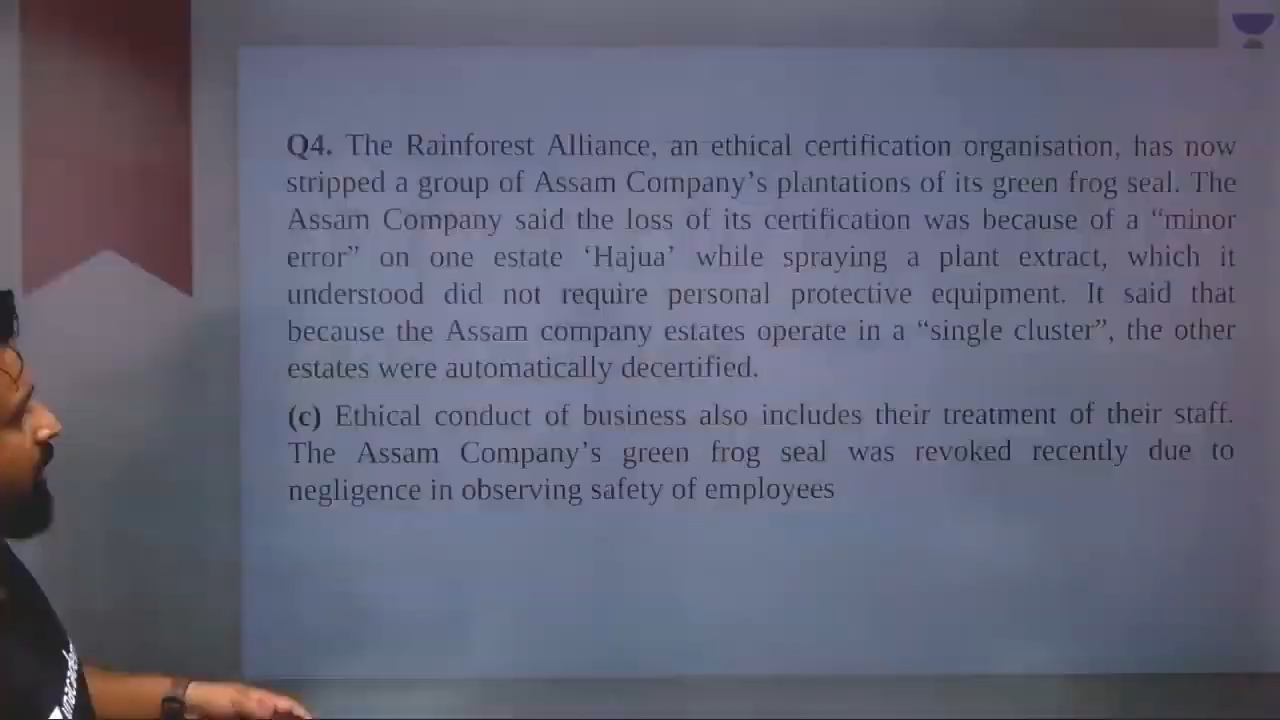 Q4. The Rainforest Alliance, an ethical certification organisation, has now
stripped a group of Assam Company’s plantations of its green frog seal. The
Assam Company said the loss of its certification was because of a “minor
error” on one estate ‘Hajua’ while spraying a plant extract, which it
understood did not require personal protective equipment. It said that
because the Assam company estates operate in a “single cluster”, the other
estates were automatically decertified.
(c) Ethical conduct of business also includes their treatment of their staff.
The Assam Company’s green frog seal was revoked recently due to
negligence in observing safety of employees